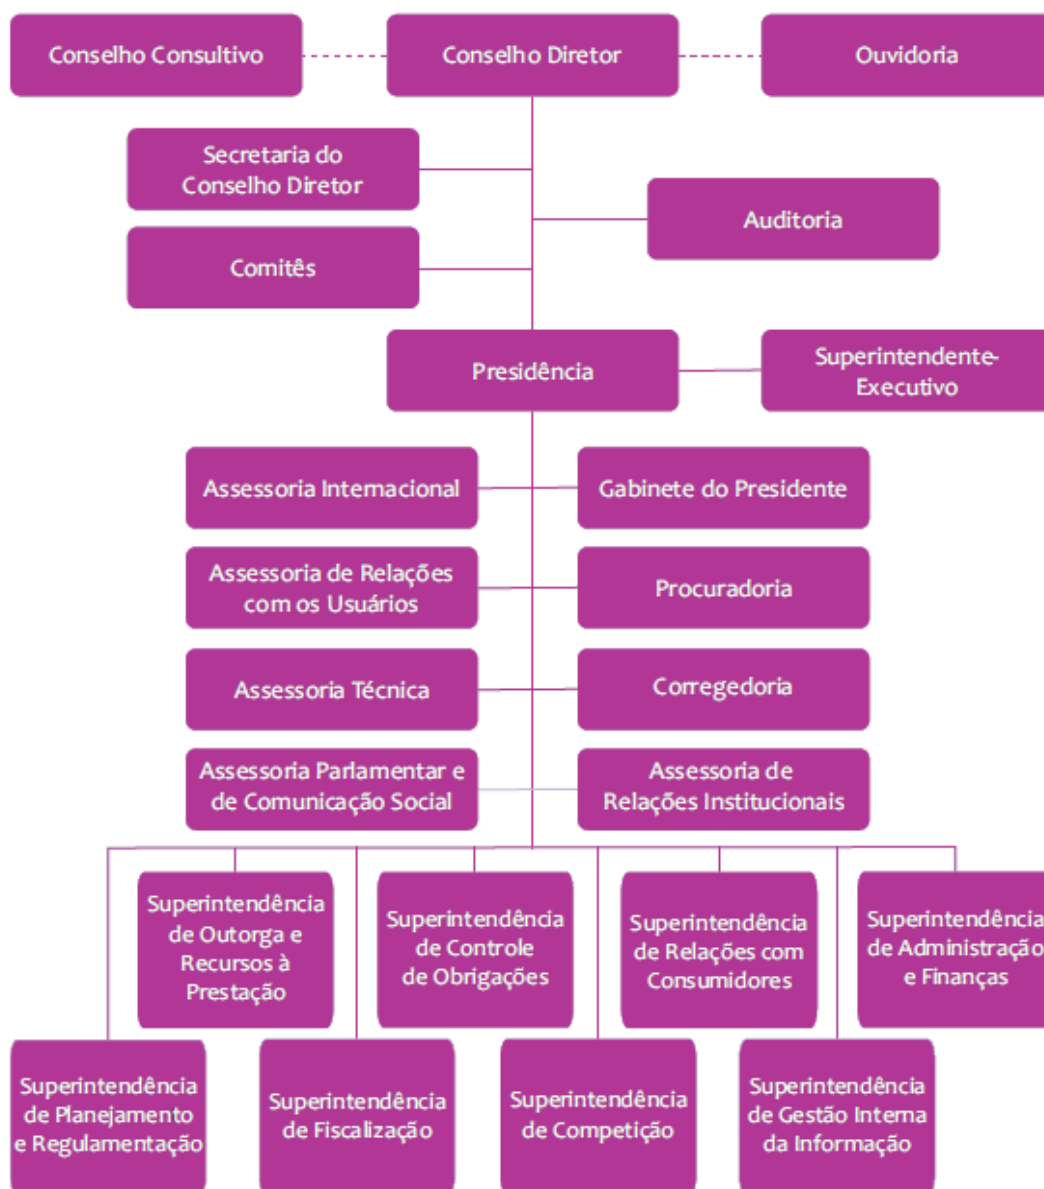 Conselho Consultivo
Conselho Diretor
Ouvidoria
Secretaria do
Conselho Diretor
Auditoria
Comitês
Presidência
Superintendente-
Executivo
Assessoria Internacional
Gabinete do Presidente
Assessoria de Relações
com os Usuários
Procuradoria
Assessoria Técnica
Corregedoria
Assessoria Parlamentar e
de Comunicação Social
Assessoria de
Relações Institucionais
Superintendência
de Outorga e
Recursos à
Prestação
Superintendência
de Controle
de Obrigações
Superintendência
de Relações com
Consumidores
Superintendência
de Administração
e Finanças
Superintendência
de Planejamento
e Regulamentação
Superintendência
de Fiscalização
Superintendência
de Competição
Superintendência
de Gestão Interna
da Informação